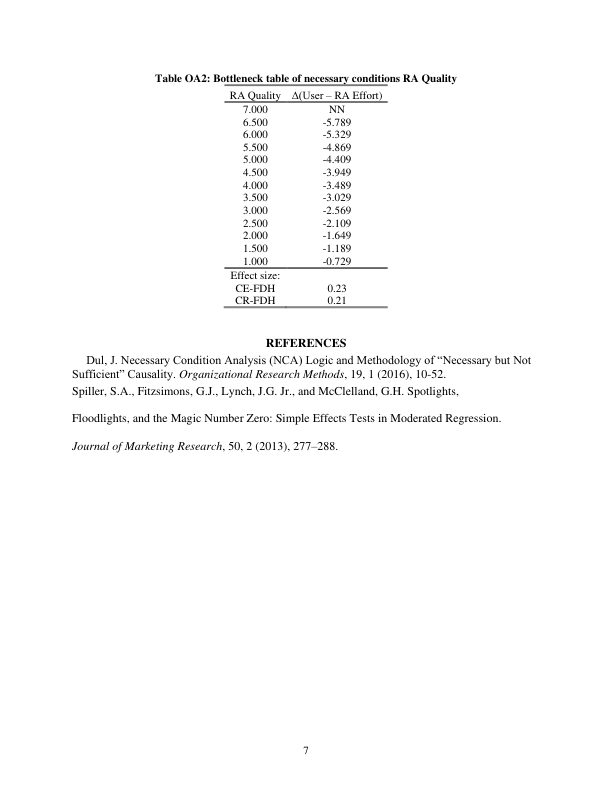 Table OA2: Bottleneck table of necessary conditions RA Quality
RA Quality Δ(User – RA Effort)
7.000 NN
6.500 -5.789
6.000 -5.329
5.500 -4.869
5.000 -4.409
4.500 -3.949
4.000 -3.489
3.500 -3.029
3.000 -2.569
2.500 -2.109
2.000 -1.649
1.500 -1.189
1.000 -0.729
Effect size:
CE-FDH 0.23
CR-FDH 0.21
REFERENCES
Dul, J. Necessary Condition Analysis (NCA) Logic and Methodology of “Necessary but Not
Sufficient” Causality. Organizational Research Methods, 19, 1 (2016), 10-52.
Spiller, S.A., Fitzsimons, G.J., Lynch, J.G. Jr., and McClelland, G.H. Spotlights,
Floodlights, and the Magic Number Zero: Simple Effects Tests in Moderated Regression.
Journal of Marketing Research, 50, 2 (2013), 277–288.
7